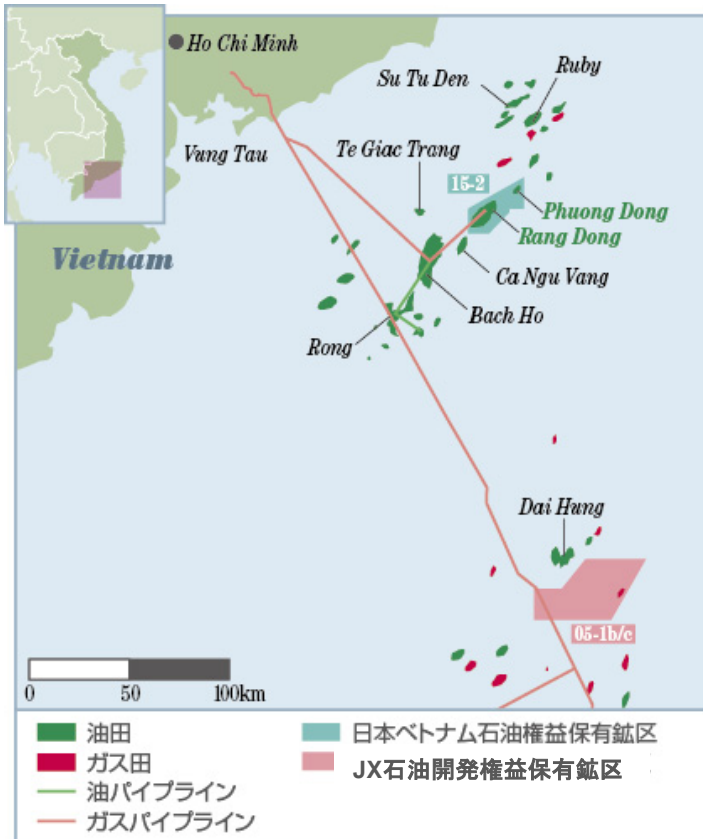 Ho Chi Minh
Su Tu Den
Ruby
Vung Tau
Te Giac Trang
15-2
Phuong Dong
Rang Dong
Vietnam
Ca Ngu Vang
Bach Ho
Rong
Dai Hung
05-1b/c
0 50 100km
油田
日本ベトナム石油権益保有鉱区
ガス田
JX石油開発権益保有鉱区
油パイプライン
ガスパイプライン